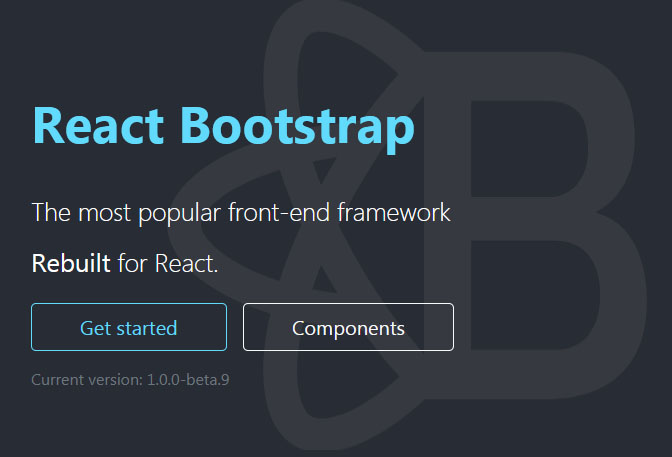 React Bootstrap
The most popular front-end framework
Rebuilt for React.
Get started
Components
Current version: 1.0.0-beta.9